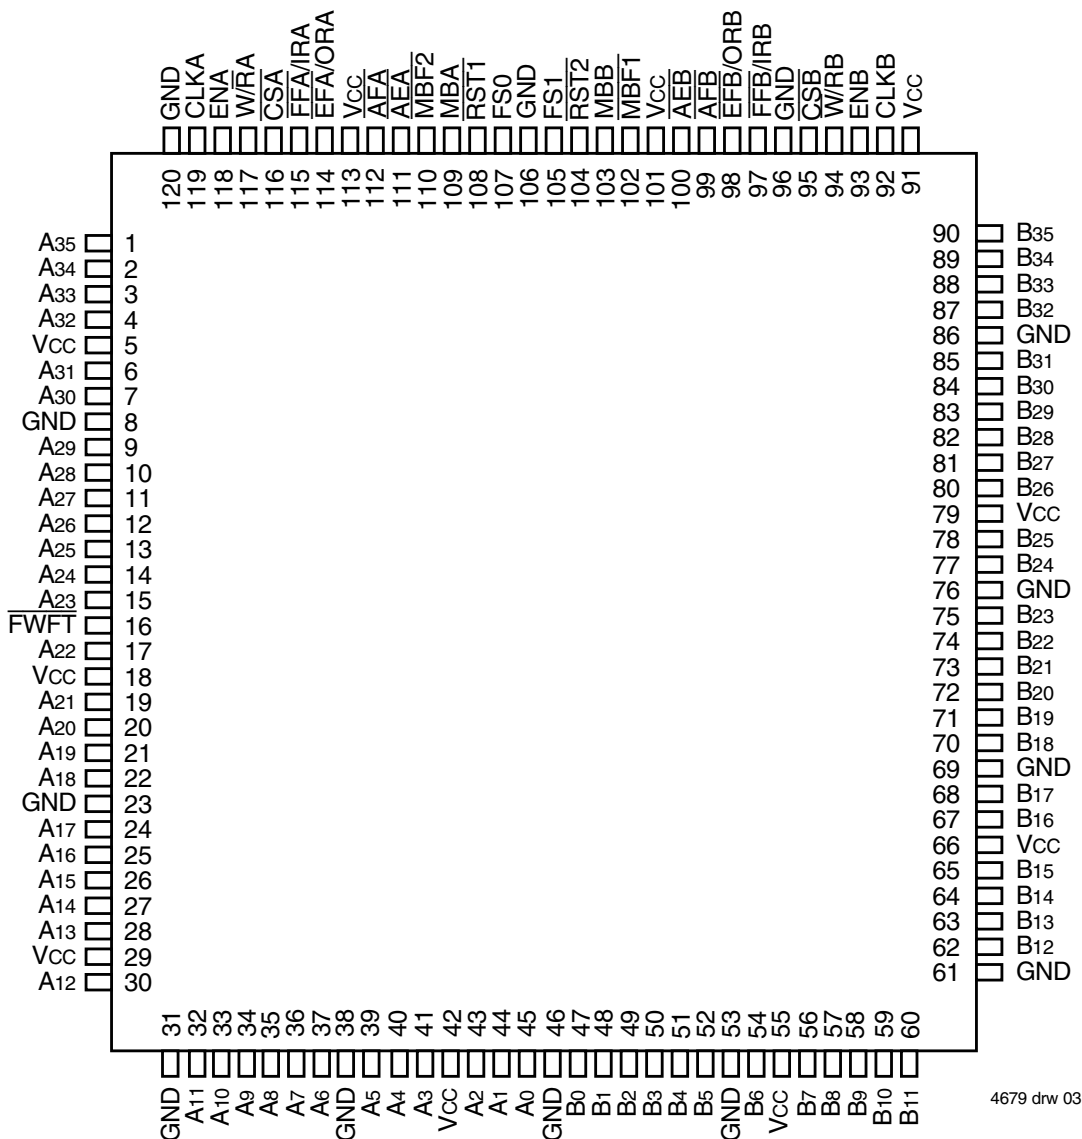 GND CLKA ENA W/RA CSA FFA/IRA EFA/ORA VCC AFA AEA MBF2 MBA RST1 FS0 GND FS1 RST2 MBB MBF1 VCC AEB AFB EFB/ORB FFB/IRB GND CSB W/RB ENB CLKB VCC
120 119 118 117 116 115 114 113 112 111 110 109 108 107 106 105 104 103 102 101 100 99 98 97 96 95 94 93 92 91
A35 1
A34 2
A33 3
A32 4
VCC 5
A31 6
A30 7
GND 8
A29 9
A28 10
A27 11
A26 12
A25 13
A24 14
A23 15
FWFT 16
A22 17
VCC 18
A21 19
A20 20
A19 21
A18 22
GND 23
A17 24
A16 25
A15 26
A14 27
A13 28
VCC 29
A12 30
90 B35
89 B34
88 B33
87 B32
86 GND
85 B31
84 B30
83 B29
82 B28
81 B27
80 B26
79 VCC
78 B25
77 B24
76 GND
75 B23
74 B22
73 B21
72 B20
71 B19
70 B18
69 GND
68 B17
67 B16
66 VCC
65 B15
64 B14
63 B13
62 B12
61 GND
31 32 33 34 35 36 37 38 39 40 41 42 43 44 45 46 47 48 49 50 51 52 53 54 55 56 57 58 59 60
GND A11 A10 A9 A8 A7 A6 GND A5 A4 A3 VCC A2 A1 A0 GND B0 B1 B2 B3 B4 B5 GND B6 VCC B7 B8 B9 B10 B11
4679 drw 03